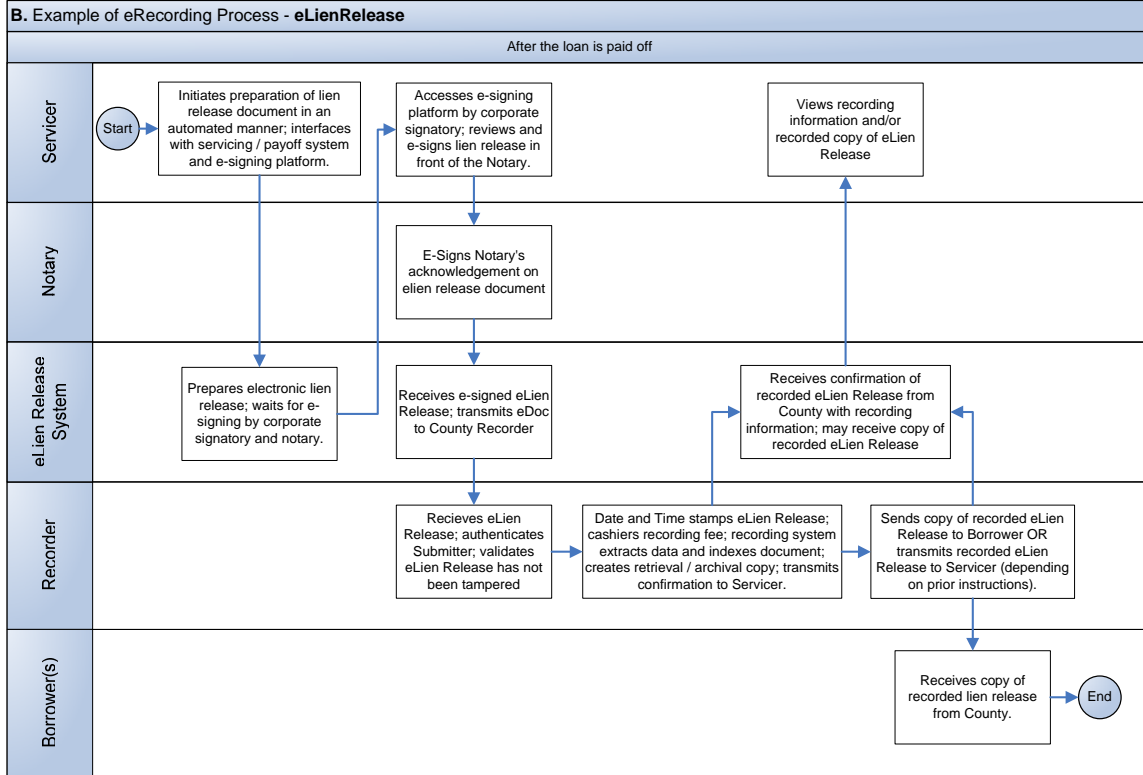 B. Example of eRecording Process - eLienRelease
After the loan is paid off
Servicer
Start
Initiates preparation of lien
release document in an
automated manner; interfaces
with servicing / payoff system
and e-signing platform.
Accesses e-signing
platform by corporate
signatory; reviews and
e-signs lien release in
front of the Notary.
Views recording
information and/or
recorded copy of eLien
Release
Notary
E-Signs Notary's
acknowledgement on
elien release document
eLien Release
System
Prepares electronic lien
release; waits for e-
signing by corporate
signatory and notary.
Receives e-signed eLien
Release; transmits eDoc
to County Recorder
Receives confirmation of
recorded eLien Release from
County with recording
information; may receive copy of
recorded eLien Release
Recorder
Recieves eLien
Release; authenticates
Submitter; validates
eLien Release has not
been tampered
Date and Time stamps eLien Release;
cashiers recording fee; recording system
extracts data and indexes document;
creates retrieval / archival copy; transmits
confirmation to Servicer.
Sends copy of recorded eLien
Release to Borrower OR
transmits recorded eLien
Release to Servicer (depending
on prior instructions).
Borrower(s)
Receives copy of
recorded lien release
from County.
End